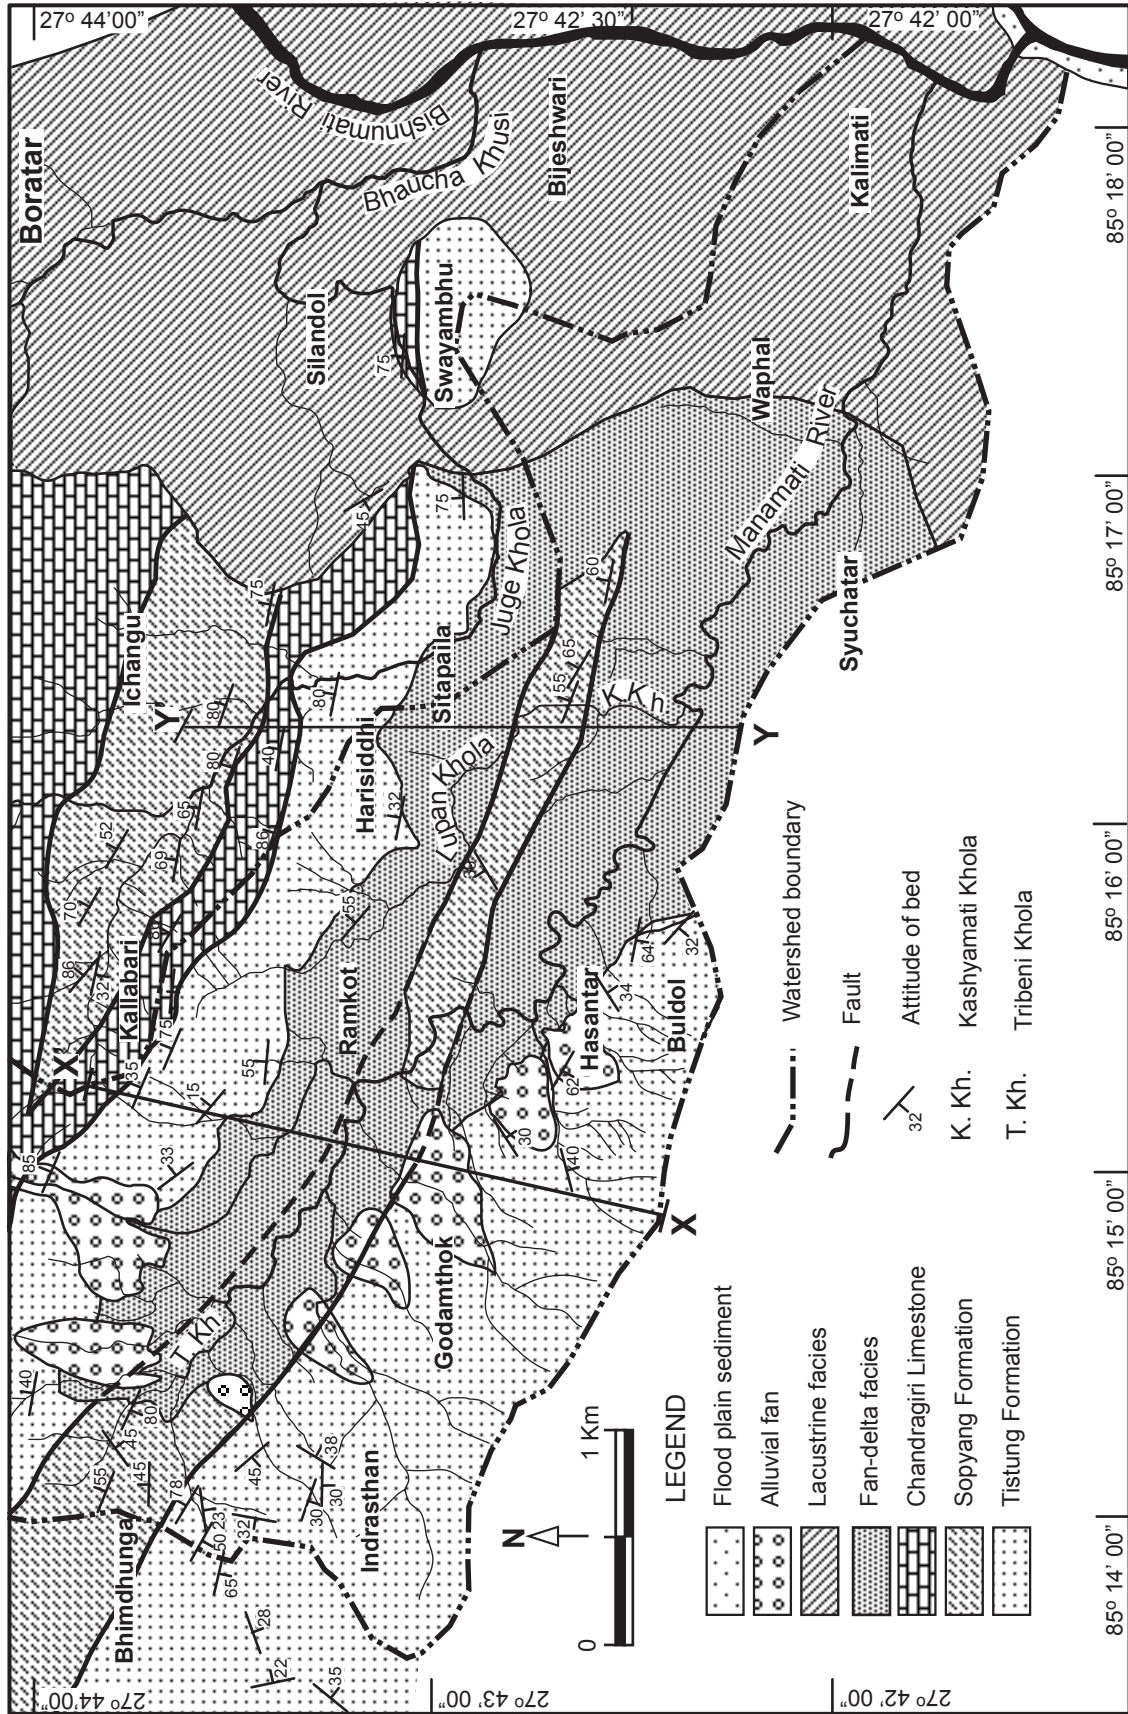 27º 44' 00"
27º 42' 30"
27º 42' 00"
Boratar
Bishnumati River
Bhaucha Khusi
Bijeshwari
Kalimati
85º 18' 00"
Silandol
Swayambhu
75
Waphal
Manamati River
85º 17' 00"
Ichangu
45
75
75
Juge Khola
60
Syuchatar
Y'
80
80
Sitapaila
65
55
K.Kh
Y
80
40
Harisiddhi
32
Lupan Khola
52
65
69
86
70
55
85º 16' 00"
86
32
Kallabari
75
Ramkot
64
32
34
Hasantar
Buldol
X'
35
15
55
62
30
40
85
33
X
85º 15' 00"
Godamthok
T. Kh
40
80
45
55
45
78
45
38
30
30
50
23
32
65
28
22
35
Bhimdhunga
Indrasthan
85º 14' 00"
27º 44' 00"
27º 43' 00"
27º 42' 00"
N
0
1 Km
LEGEND
Flood plain sediment
Alluvial fan
Lacustrine facies
Fan-delta facies
Chandragiri Limestone
Sopyang Formation
Tistung Formation
Watershed boundary
Fault
32
Attitude of bed
K. Kh.
Kashyamati Khola
T. Kh.
Tribeni Khola